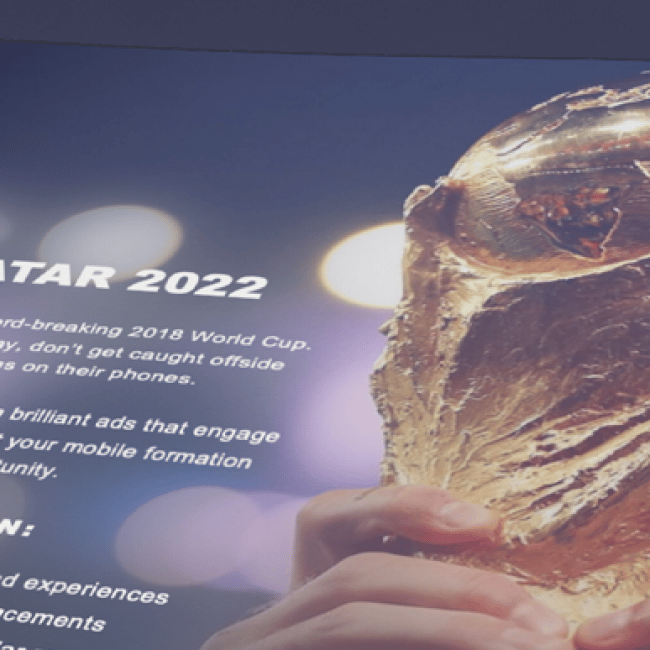 ATAR 2022
ord-breaking 2018 World Cup.
ay, don't get caught offside
es on their phones.
brilliant ads that engage
your mobile formation
tunity.
N:
d experiences
cements